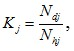 K_j = N_dj / N_hj ,